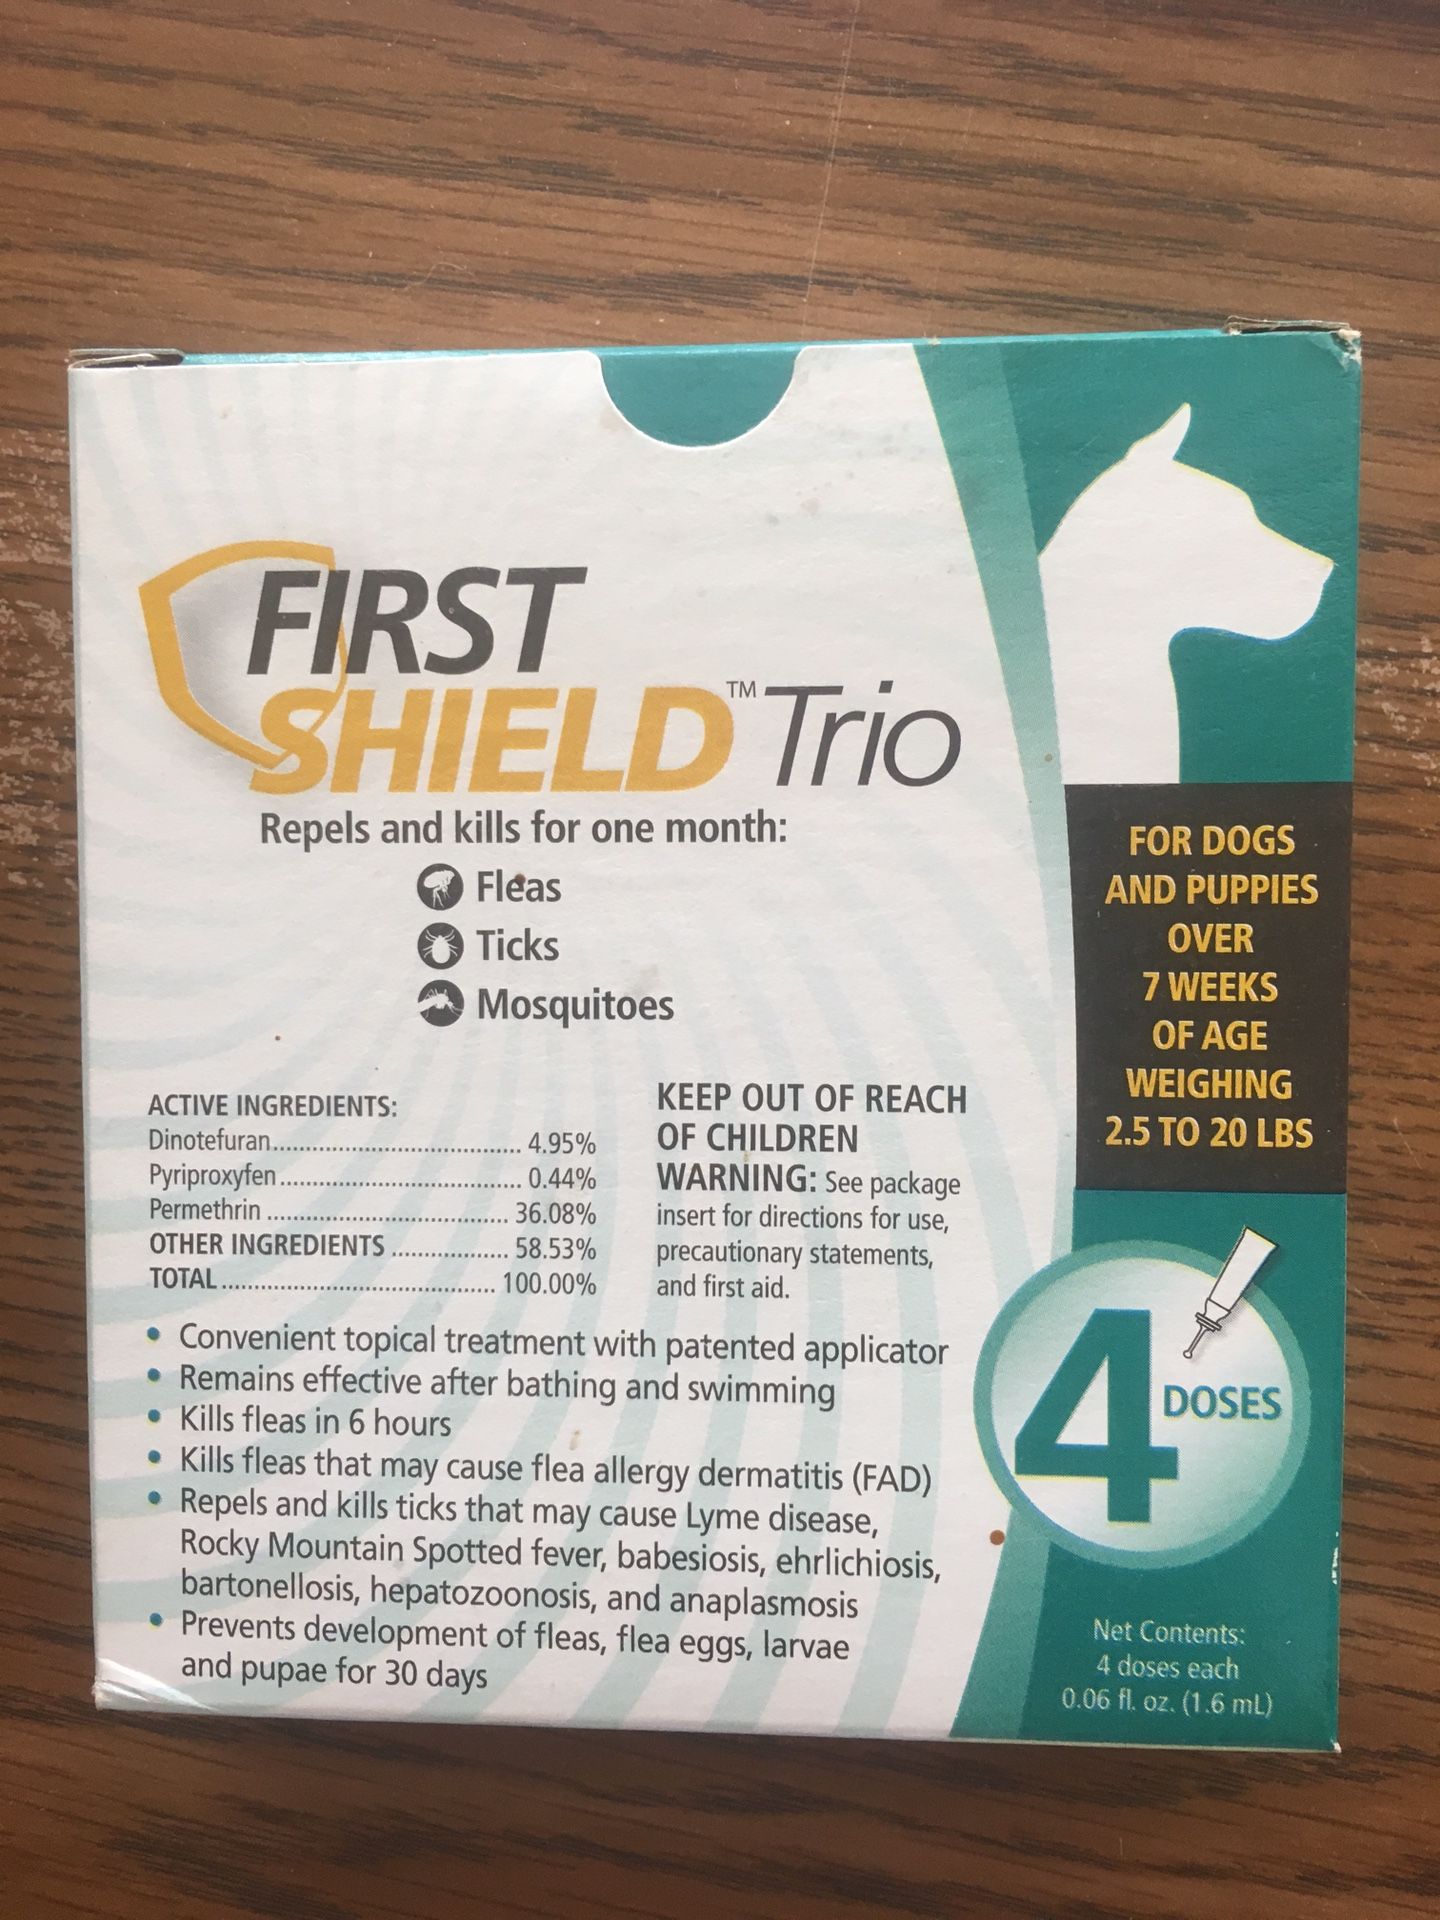 FIRST
SHIELD™ Trio
Repels and kills for one month:
Fleas
Ticks
Mosquitoes
FOR DOGS
AND PUPPIES
OVER
7 WEEKS
OF AGE
WEIGHING
2.5 TO 20 LBS
ACTIVE INGREDIENTS:
Dinotefuran...................................... 4.95%
Pyriproxyfen..................................... 0.44%
Permethrin ..................................... 36.08%
OTHER INGREDIENTS .................. 58.53%
TOTAL.......................................... 100.00%
KEEP OUT OF REACH
OF CHILDREN
WARNING: See package
insert for directions for use,
precautionary statements,
and first aid.
• Convenient topical treatment with patented applicator
• Remains effective after bathing and swimming
• Kills fleas in 6 hours
• Kills fleas that may cause flea allergy dermatitis (FAD)
• Repels and kills ticks that may cause Lyme disease,
Rocky Mountain Spotted fever, babesiosis, ehrlichiosis,
bartonellosis, hepatozoonosis, and anaplasmosis
• Prevents development of fleas, flea eggs, larvae
and pupae for 30 days
4 DOSES
Net Contents:
4 doses each
0.06 fl. oz. (1.6 mL)